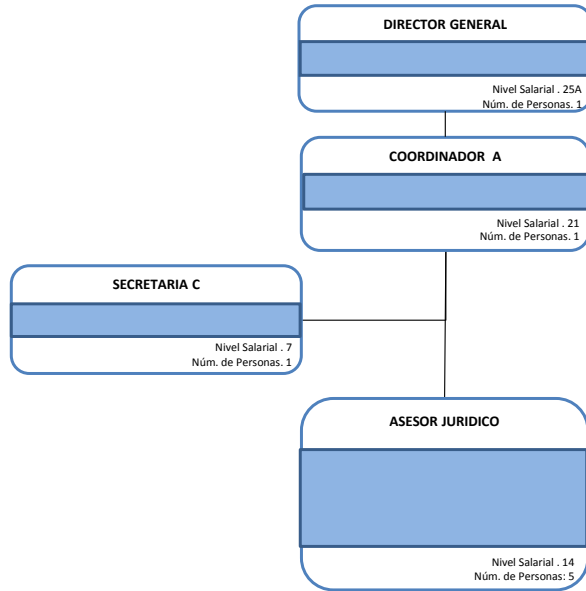 DIRECTOR GENERAL
Nivel Salarial . 25A
Núm. de Personas. 1
COORDINADOR A
Nivel Salarial . 21
Núm. de Personas. 1
SECRETARIA C
Nivel Salarial . 7
Núm. de Personas. 1
ASESOR JURIDICO
Nivel Salarial . 14
Núm. de Personas: 5